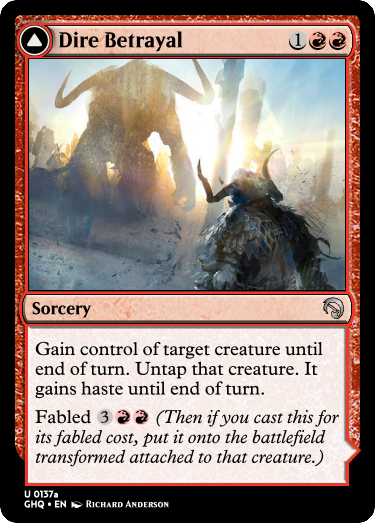 Dire Betrayal 1
Sorcery
Gain control of target creature until
end of turn. Untap that creature. It
gains haste until end of turn.
Fabled 3 (Then if you cast this for
its fabled cost, put it onto the battlefield
transformed attached to that creature.)
U 0137a
GHQ • EN Richard Anderson